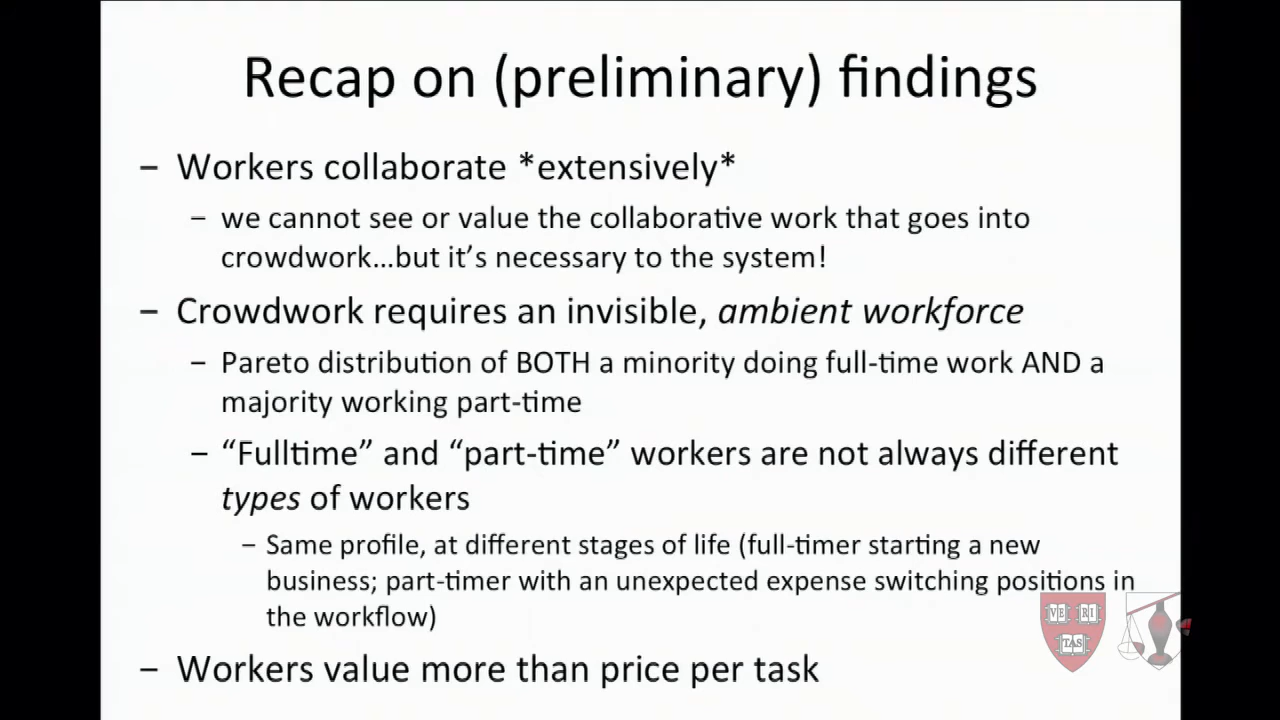 Recap on (preliminary) findings
– Workers collaborate *extensively*
– we cannot see or value the collaborative work that goes into
crowdwork...but it's necessary to the system!
– Crowdwork requires an invisible, ambient workforce
– Pareto distribution of BOTH a minority doing full-time work AND a
majority working part-time
– “Fulltime” and “part-time” workers are not always different
types of workers
– Same profile, at different stages of life (full-timer starting a new
business; part-timer with an unexpected expense switching positions in
the workflow)
VE RI
TAS
– Workers value more than price per task